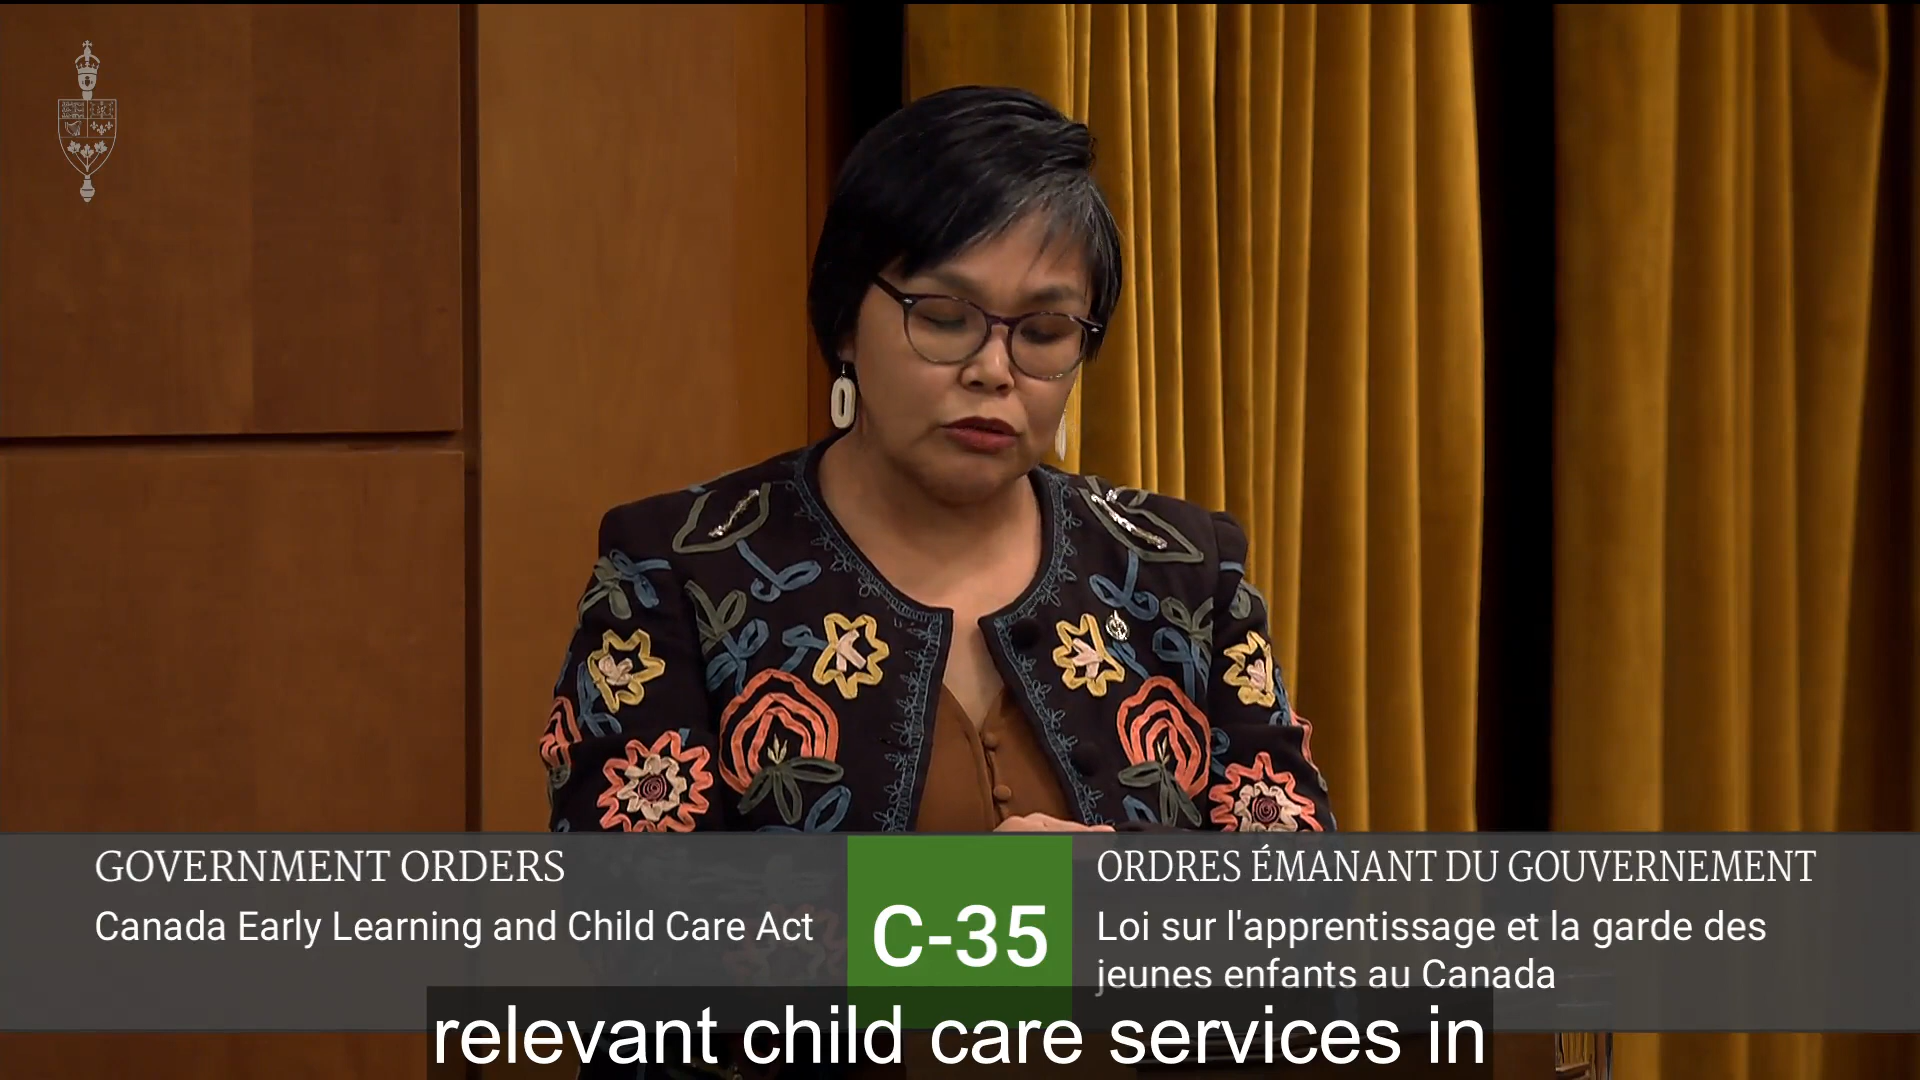 GOVERNMENT ORDERS
Canada Early Learning and Child Care Act
C-35
ORDRES ÉMANANT DU GOUVERNEMENT
Loi sur l'apprentissage et la garde des
jeunes enfants au Canada
relevant child care services in